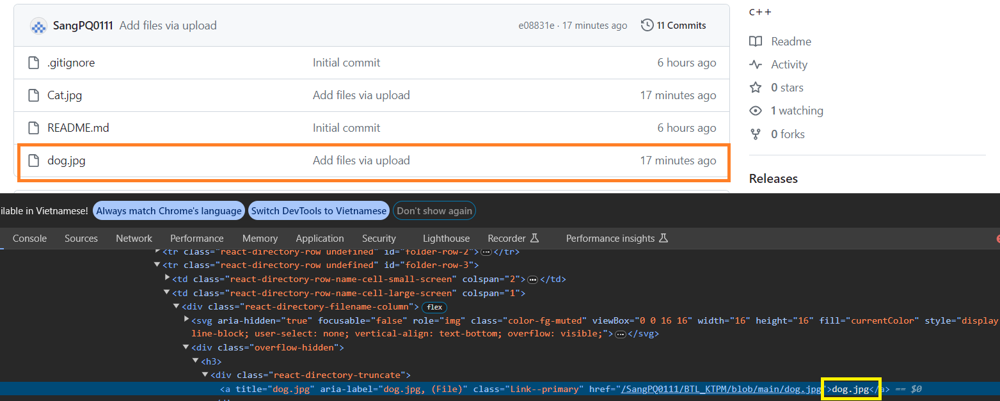 SangPQ0111 Add files via upload e08831e · 17 minutes ago 11 Commits
.gitignore Initial commit 6 hours ago
Cat.jpg Add files via upload 17 minutes ago
README.md Initial commit 6 hours ago
dog.jpg Add files via upload 17 minutes ago
C++
Readme
Activity
0 stars
1 watching
0 forks
Releases
ilable in Vietnamese! Always match Chrome's language Switch DevTools to Vietnamese Don't show again
Console Sources Network Performance Memory Application Security Lighthouse Recorder Performance insights
<tr class="react-directory-row undefined" id="folder-row-2">…</tr>
<tr class="react-directory-row undefined" id="folder-row-3">
<td class="react-directory-row-name-cell-small-screen" colspan="2">…</td>
<td class="react-directory-row-name-cell-large-screen" colspan="1">
<div class="react-directory-filename-column"> flex
<svg aria-hidden="true" focusable="false" role="img" class="color-fg-muted" viewBox="0 0 16 16" width="16" height="16" fill="currentColor" style="display
line-block; user-select: none; vertical-align: text-bottom; overflow: visible;">…</svg>
<div class="overflow-hidden">
<h3>
<div class="react-directory-truncate">
<a title="dog.jpg" aria-label="dog.jpg, (File)" class="Link--primary" href="/SangPQ0111/BTL_KTPM/blob/main/dog.jpg">dog.jpg</a> == $0